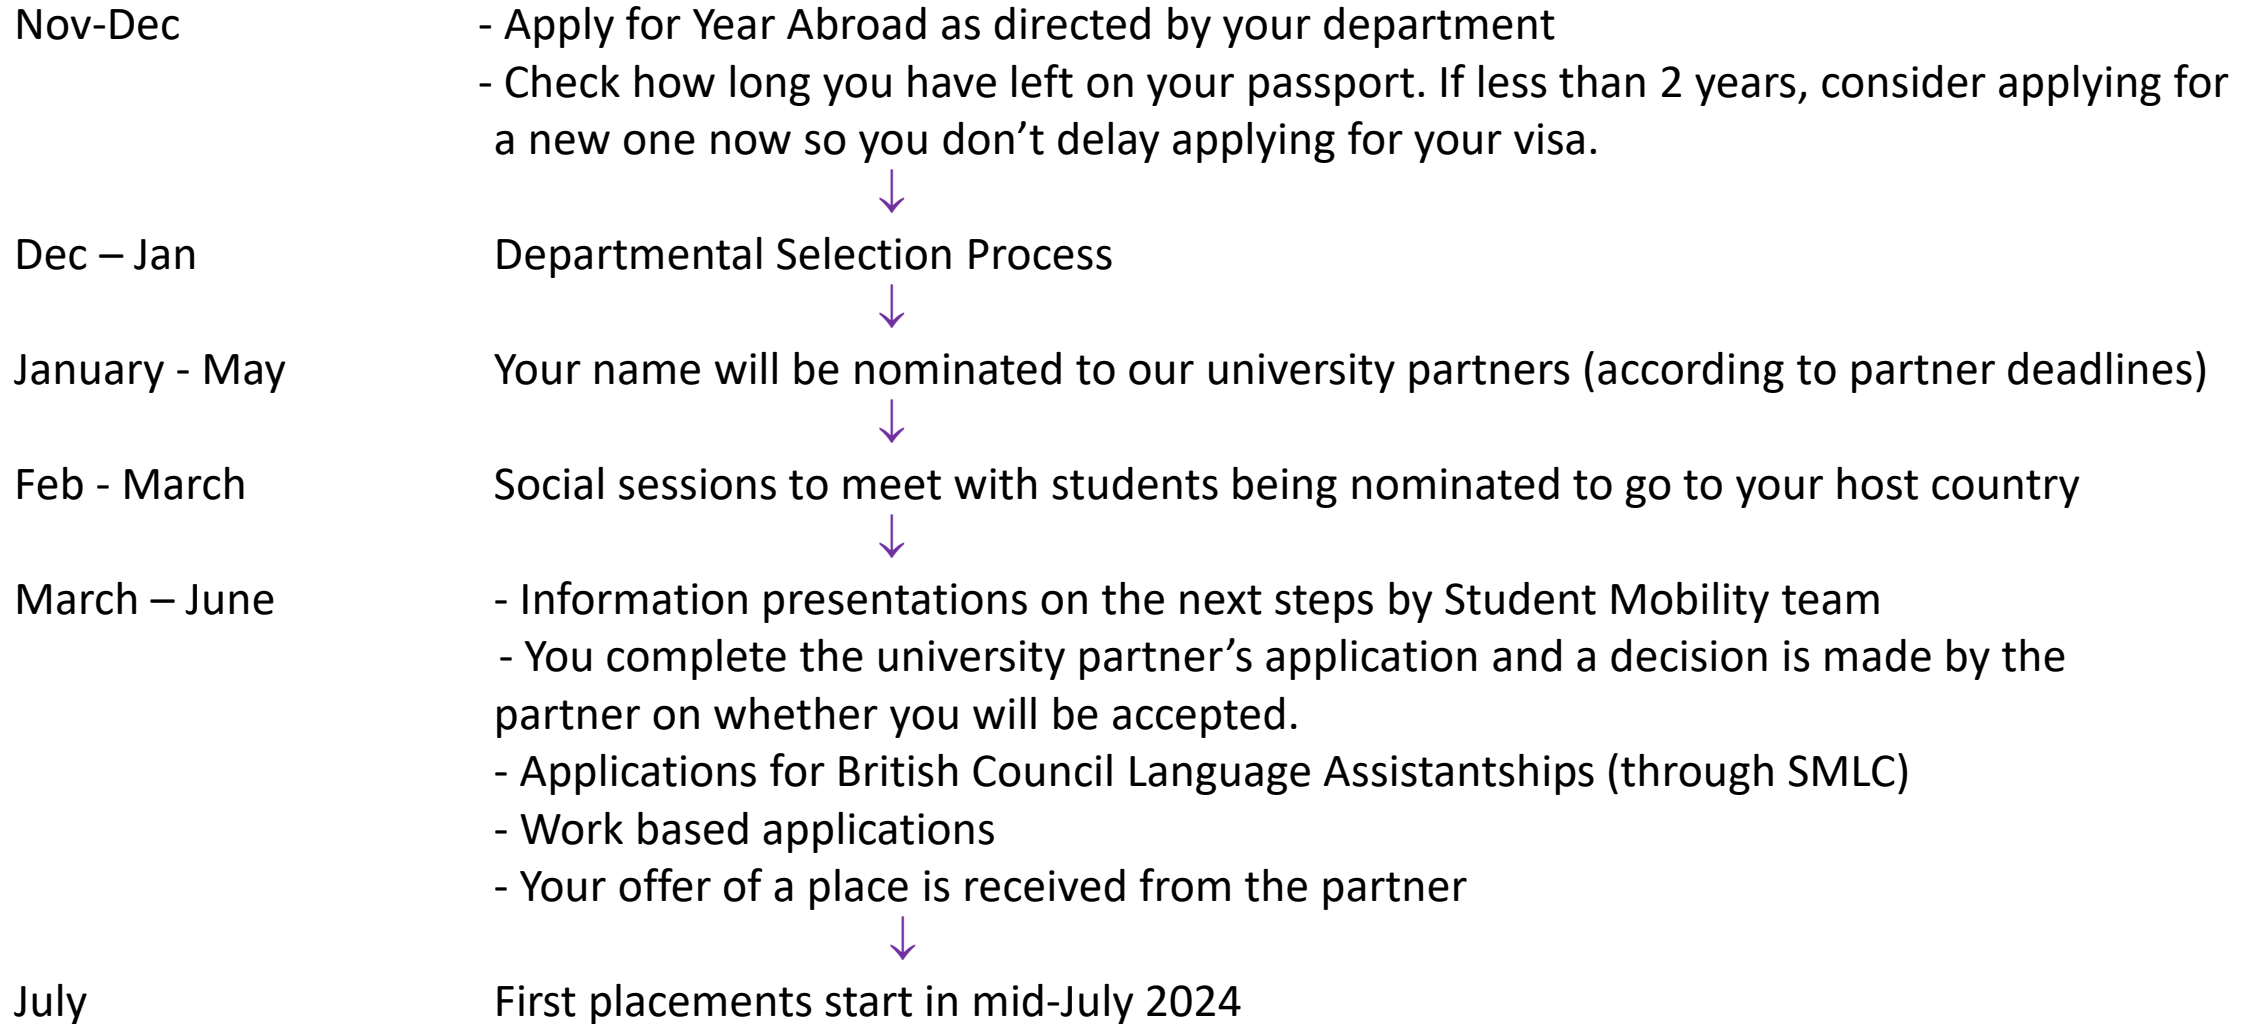 Nov-Dec - Apply for Year Abroad as directed by your department
- Check how long you have left on your passport. If less than 2 years, consider applying for
a new one now so you don’t delay applying for your visa.
↓
Dec – Jan Departmental Selection Process
↓
January - May Your name will be nominated to our university partners (according to partner deadlines)
↓
Feb - March Social sessions to meet with students being nominated to go to your host country
↓
March – June - Information presentations on the next steps by Student Mobility team
- You complete the university partner’s application and a decision is made by the
partner on whether you will be accepted.
- Applications for British Council Language Assistantships (through SMLC)
- Work based applications
- Your offer of a place is received from the partner
↓
July First placements start in mid-July 2024